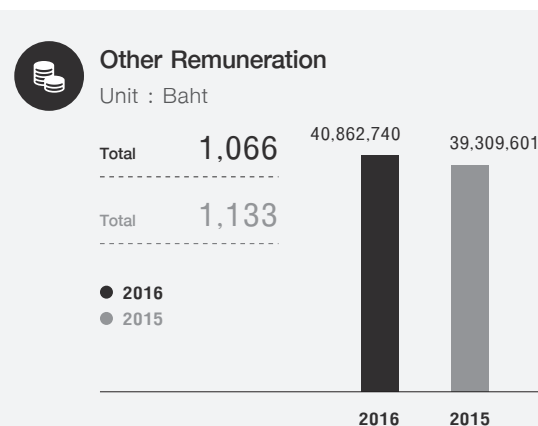 Other Remuneration
Unit : Baht
Total 1,066
Total 1,133
2016
2015
40,862,740
39,309,601
2016
2015